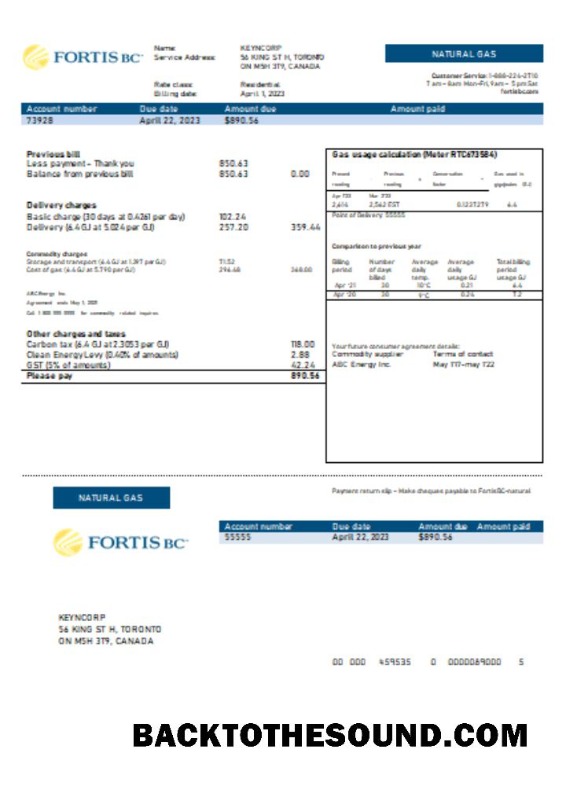 FORTIS BC
Name: KEYNCORP
Service Address: 56 KING ST H, TORONTO
ON M5H 3T9, CANADA
Rate class: Residential
Billing date: April 1, 2023
NATURAL GAS
Customer Service: 1-888-224-2710
7 am – 8am Mon-Fri, 9am – 5 pm Sat
fortisbc.com
Account number Due date Amount due Amount paid
73928 April 22, 2023 $890.56
Previous bill
Less payment – Thank you 850.63
Balance from previous bill 850.63 0.00
Delivery charges
Basic charge (30 days at 0.4261 per day) 102.24
Delivery (6.4 GJ at 5.024 per GJ) 257.20 359.44
Commodity charges
Storage and transport (6.4 GJ at 1.397 per GJ) 71.52
Cost of gas (6.4 GJ at 5.790 per GJ) 296.48 368.00
ABC Energy Inc
Agreement ends May 1, 2021
Call 1 800 000 0000 for commodity related inquires
Other charges and taxes
Carbon tax (6.4 GJ at 2.3053 per GJ) 118.00
Clean Energy Levy (0.40% of amounts) 2.88
GST (5% of amounts) 42.24
Please pay 890.56
Gas usage calculation (Meter RTC673584)
Present Previous Conversation Gas used in
reading reading factor gigajoules
Apr 1'23 Mar 2'23
2,614 2,562 EST 0.1237279 6.4
Point of Delivery 55555
Comparison to previous year
Billing Number Average Average Total billing
period of days daily daily period
billed temp. usage GJ usage GJ
Apr '21 30 10°C 0.21 6.4
Apr '20 30 9°C 0.24 7.2
Your future consumer agreement details:
Commodity supplier Terms of contact
ABC Energy Inc. May 1'17–may 1'22
Payment return slip – Make cheques payable to FortisBC-natural
NATURAL GAS
FORTIS BC
Account number Due date Amount due Amount paid
55555 April 22, 2023 $890.56
KEYNCORP
56 KING ST H, TORONTO
ON M5H 3T9, CANADA
00 000 459535 0 0000089000 5
BACKTOTHESOUND.COM